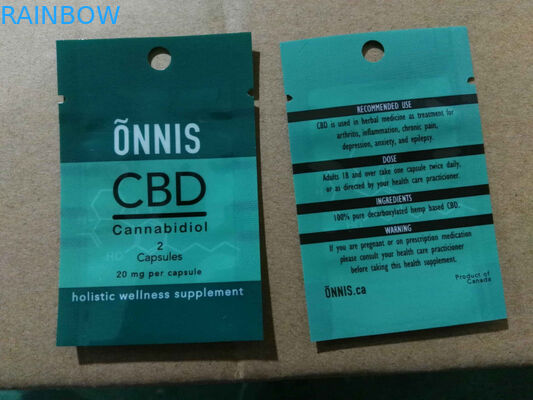 RAINBOW
ÕNNIS
CBD
Cannabidiol
2
Capsules
20 mg per capsule
holistic wellness supplement
RECOMMENDED USE
CBD is used in herbal medicine as treatment for
arthritis, inflammation, chronic pain,
depression, anxiety, and epilepsy.
DOSE
Adults 18 and over take one capsule twice daily,
or as directed by your health care practicioner.
INGREDIENTS
100% pure decarboxylated hemp based CBD.
WARNING
If you are pregnant or on prescription medication
please consult your health care practicioner
before taking this health supplement.
ÕNNIS.ca
Product of
Canada